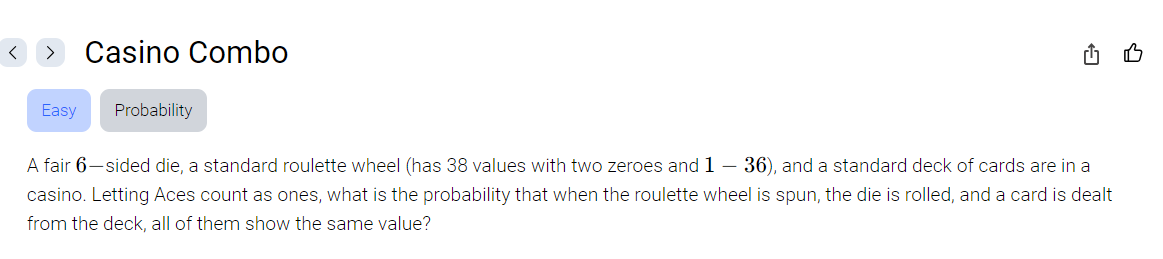 Casino Combo
Easy Probability
A fair 6−sided die, a standard roulette wheel (has 38 values with two zeroes and 1 − 36), and a standard deck of cards are in a
casino. Letting Aces count as ones, what is the probability that when the roulette wheel is spun, the die is rolled, and a card is dealt
from the deck, all of them show the same value?